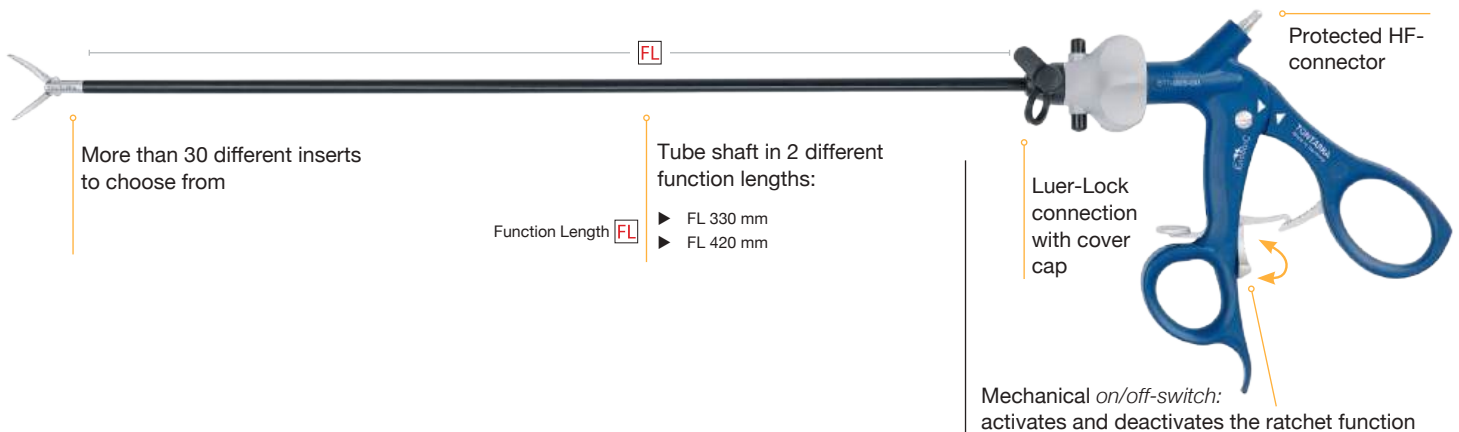 FL
Protected HF-
connector
More than 30 different inserts
to choose from
Tube shaft in 2 different
function lengths:
▶ FL 330 mm
▶ FL 420 mm
Function Length FL
Luer-Lock
connection
with cover
cap
TONTARRA
Mechanical on/off-switch:
activates and deactivates the ratchet function